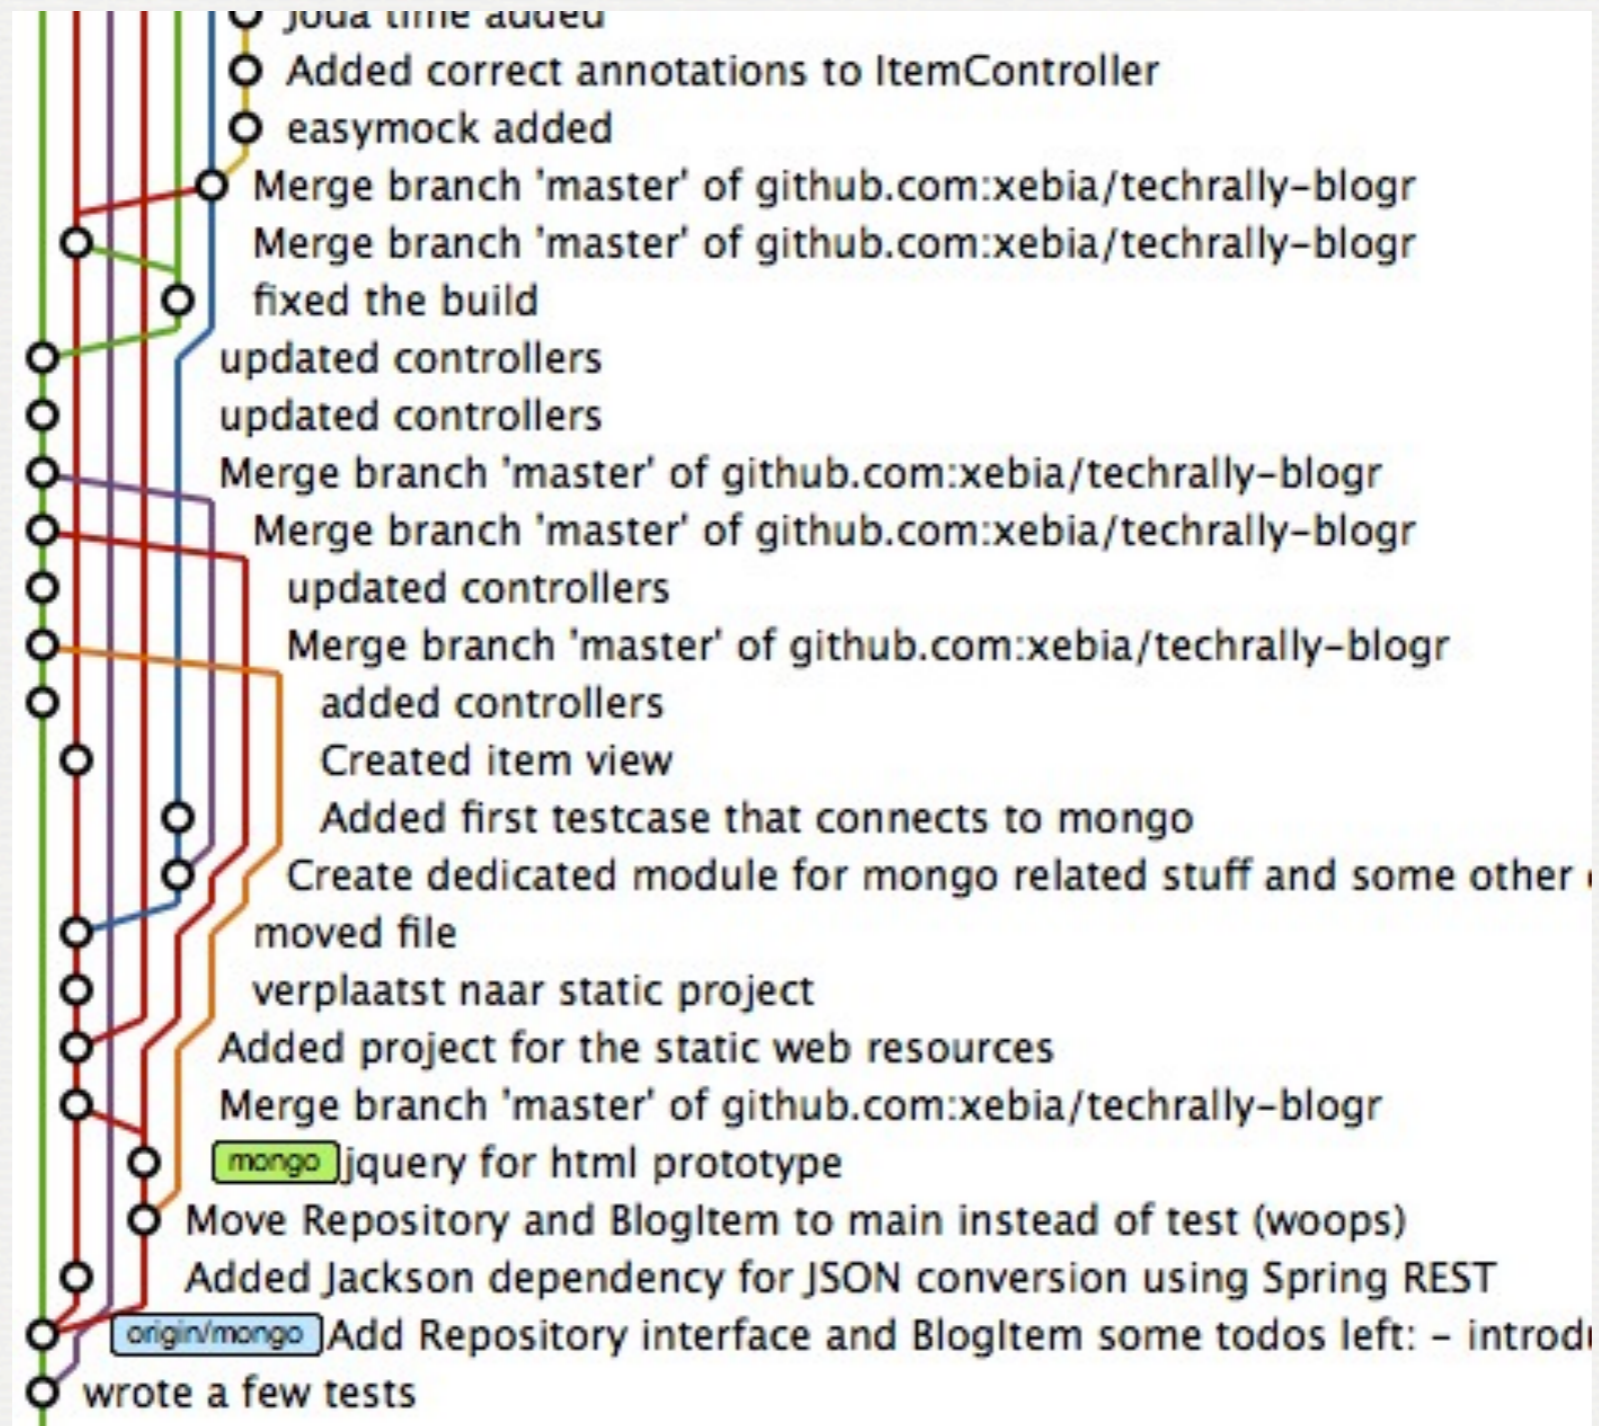 Joda time added
Added correct annotations to ItemController
easymock added
Merge branch 'master' of github.com:xebia/techrally-blogr
Merge branch 'master' of github.com:xebia/techrally-blogr
fixed the build
updated controllers
updated controllers
Merge branch 'master' of github.com:xebia/techrally-blogr
Merge branch 'master' of github.com:xebia/techrally-blogr
updated controllers
Merge branch 'master' of github.com:xebia/techrally-blogr
added controllers
Created item view
Added first testcase that connects to mongo
Create dedicated module for mongo related stuff and some other
moved file
verplaatst naar static project
Added project for the static web resources
Merge branch 'master' of github.com:xebia/techrally-blogr
mongo jquery for html prototype
Move Repository and BlogItem to main instead of test (woops)
Added Jackson dependency for JSON conversion using Spring REST
origin/mongo Add Repository interface and BlogItem some todos left: - introd
wrote a few tests